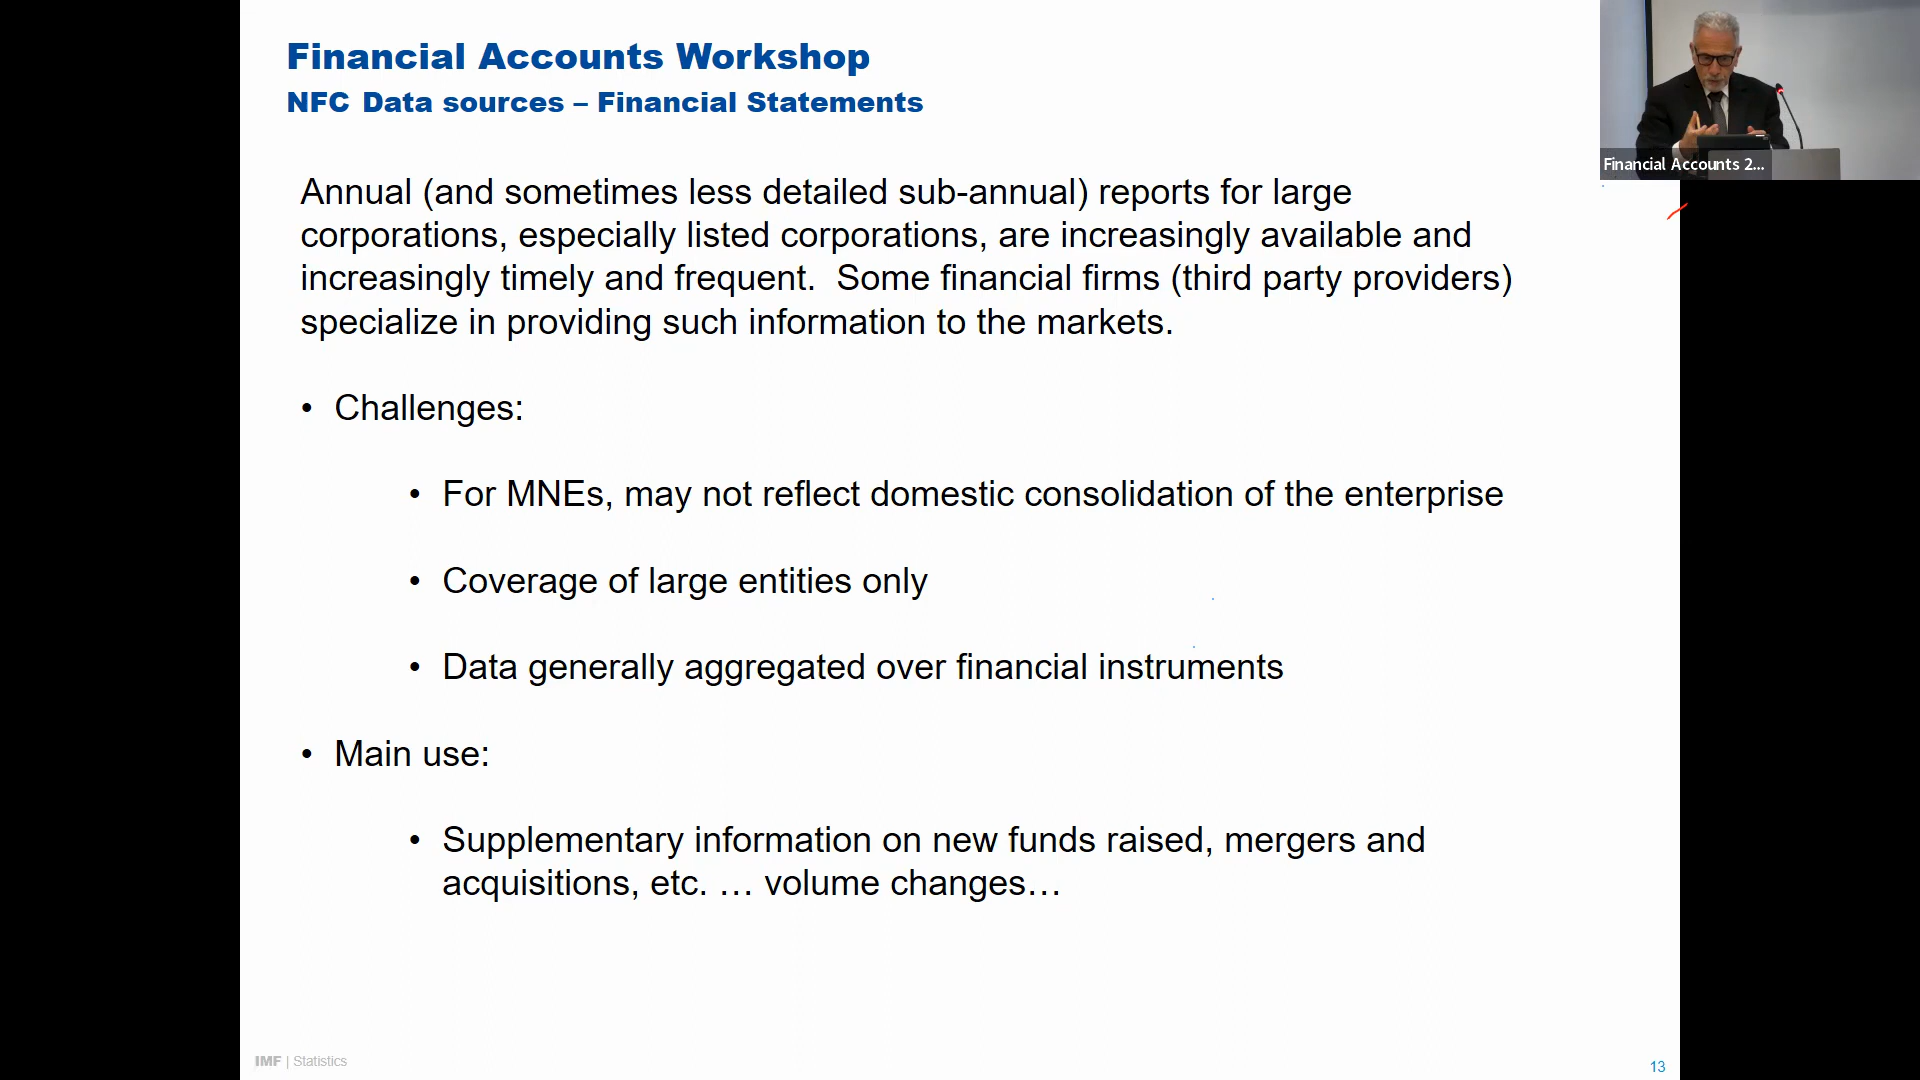 Financial Accounts Workshop
NFC Data sources – Financial Statements
Financial Accounts 2...
Annual (and sometimes less detailed sub-annual) reports for large
corporations, especially listed corporations, are increasingly available and
increasingly timely and frequent.  Some financial firms (third party providers)
specialize in providing such information to the markets.
• Challenges:
• For MNEs, may not reflect domestic consolidation of the enterprise
• Coverage of large entities only
• Data generally aggregated over financial instruments
• Main use:
• Supplementary information on new funds raised, mergers and
acquisitions, etc. … volume changes…
IMF | Statistics
13